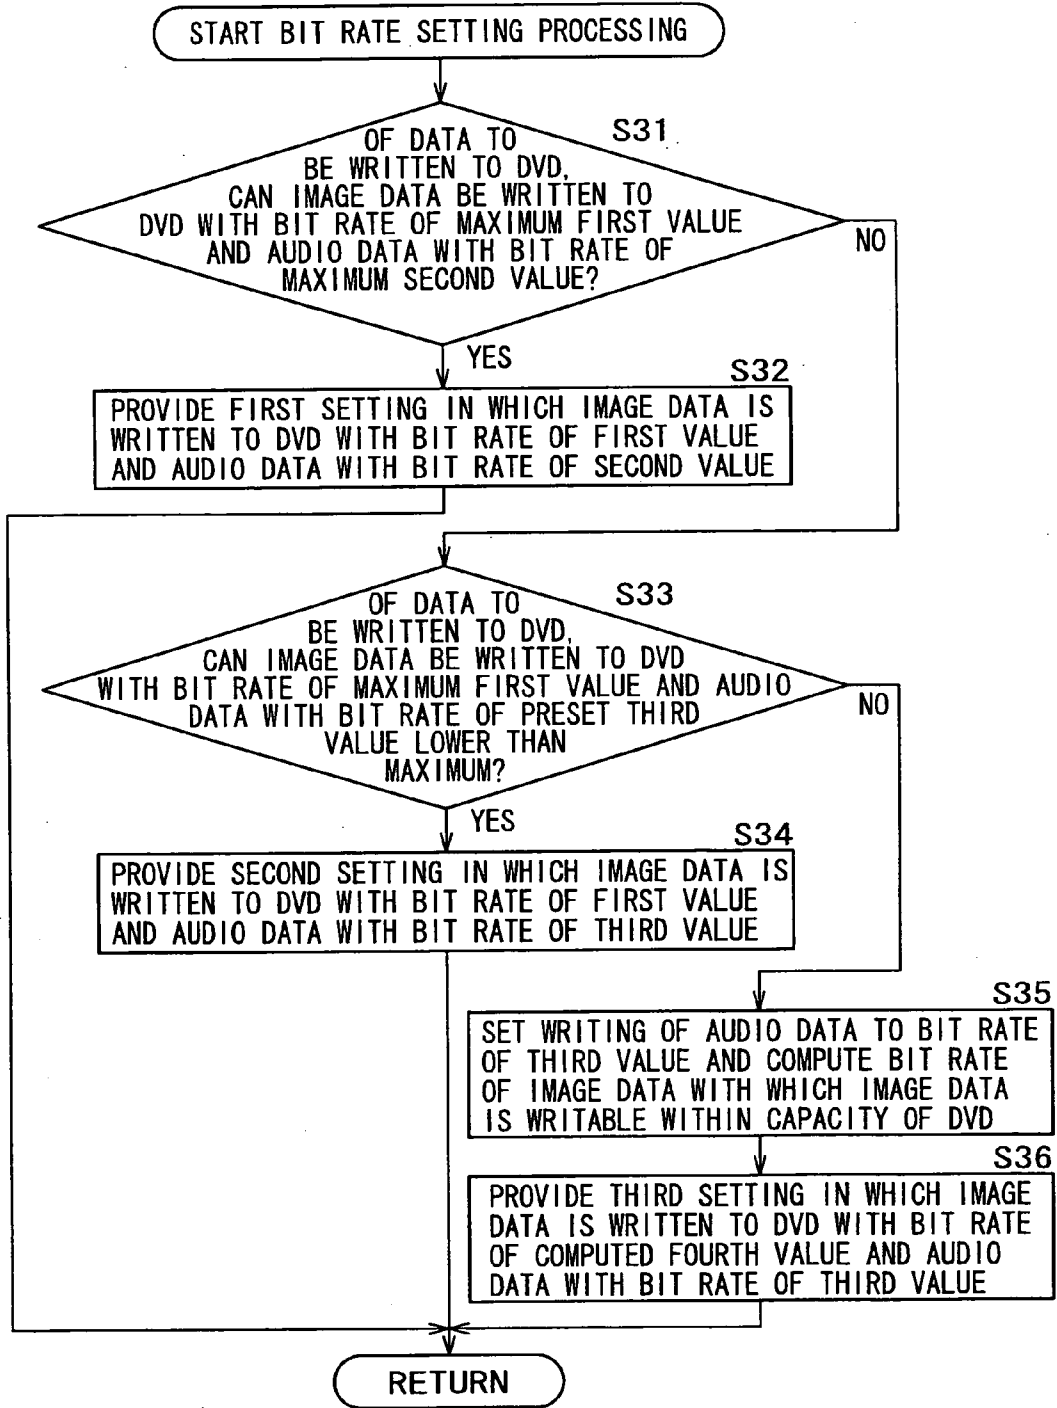 START BIT RATE SETTING PROCESSING
S31
OF DATA TO
BE WRITTEN TO DVD,
CAN IMAGE DATA BE WRITTEN TO
DVD WITH BIT RATE OF MAXIMUM FIRST VALUE
AND AUDIO DATA WITH BIT RATE OF
MAXIMUM SECOND VALUE?
NO
YES
S32
PROVIDE FIRST SETTING IN WHICH IMAGE DATA IS
WRITTEN TO DVD WITH BIT RATE OF FIRST VALUE
AND AUDIO DATA WITH BIT RATE OF SECOND VALUE
S33
OF DATA TO
BE WRITTEN TO DVD,
CAN IMAGE DATA BE WRITTEN TO DVD
WITH BIT RATE OF MAXIMUM FIRST VALUE AND AUDIO
DATA WITH BIT RATE OF PRESET THIRD
VALUE LOWER THAN
MAXIMUM?
NO
YES
S34
PROVIDE SECOND SETTING IN WHICH IMAGE DATA IS
WRITTEN TO DVD WITH BIT RATE OF FIRST VALUE
AND AUDIO DATA WITH BIT RATE OF THIRD VALUE
S35
SET WRITING OF AUDIO DATA TO BIT RATE
OF THIRD VALUE AND COMPUTE BIT RATE
OF IMAGE DATA WITH WHICH IMAGE DATA
IS WRITABLE WITHIN CAPACITY OF DVD
S36
PROVIDE THIRD SETTING IN WHICH IMAGE
DATA IS WRITTEN TO DVD WITH BIT RATE
OF COMPUTED FOURTH VALUE AND AUDIO
DATA WITH BIT RATE OF THIRD VALUE
RETURN